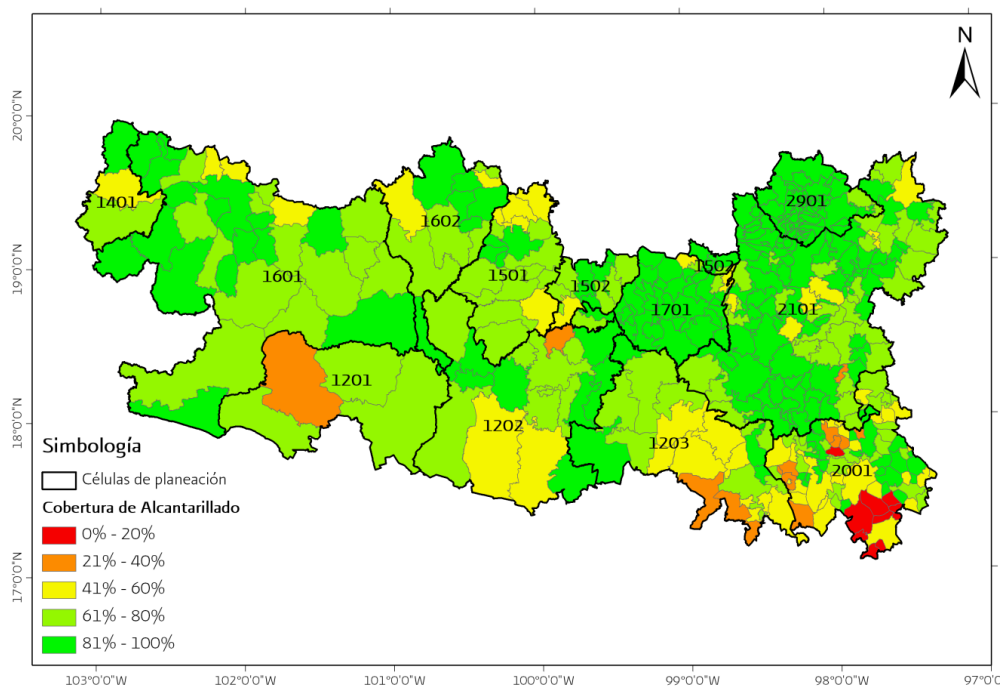 N
20°0'0"N
19°0'0"N
18°0'0"N
17°0'0"N
1401
1601
1602
1501
1502
1502
1701
2901
2101
1201
1202
1203
2001
Simbología
Células de planeación
Cobertura de Alcantarillado
0% - 20%
21% - 40%
41% - 60%
61% - 80%
81% - 100%
103°0'0"W
102°0'0"W
101°0'0"W
100°0'0"W
99°0'0"W
98°0'0"W
97°0'